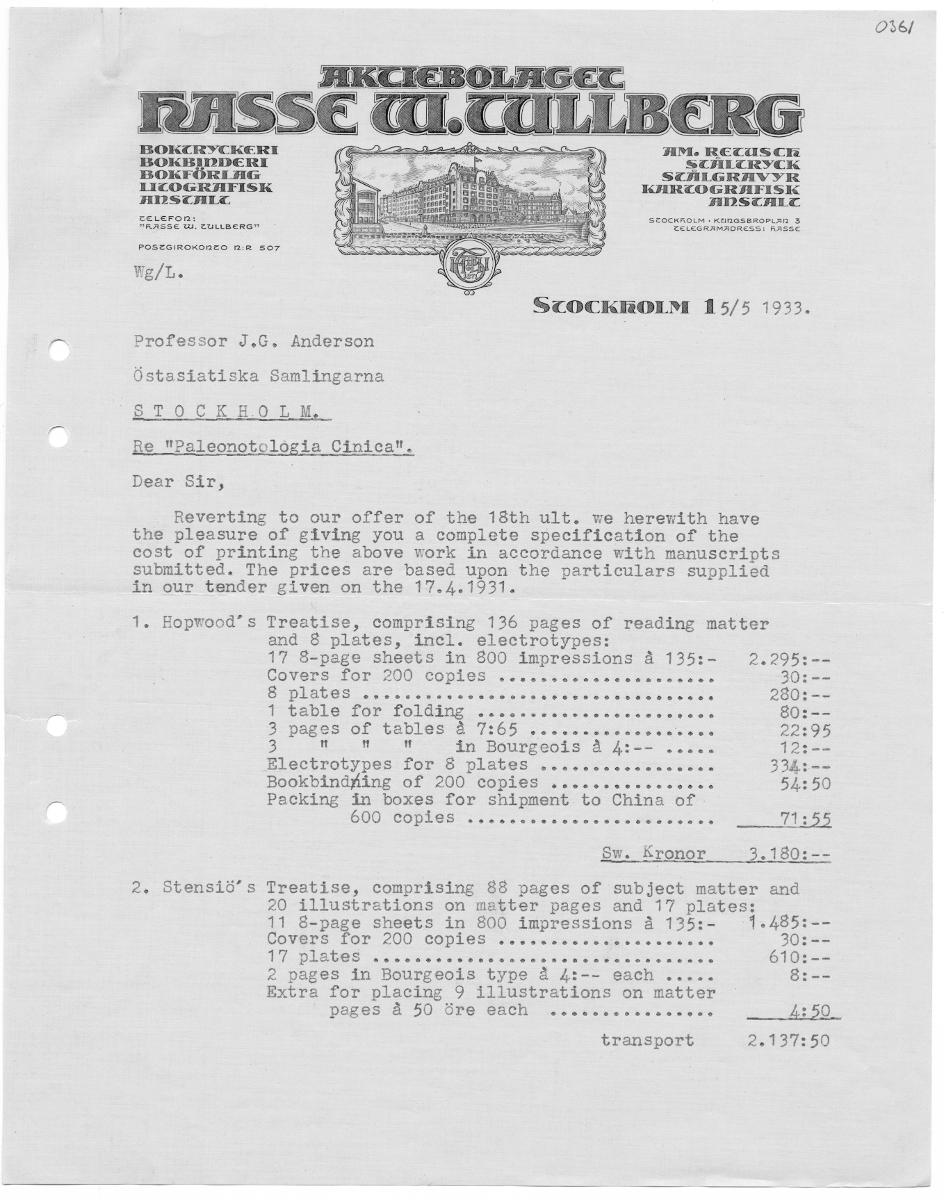 0361
AKTIEBOLAGET
HASSE W. TULLBERG
BOKTRYCKERI
BOKBINDERI
BOKFÖRLAG
LITOGRAFISK
ANSTALT
TELEFON:
"HASSE W. TULLBERG"
POSTGIROKONTO N:R 507
AM. RETUSCH
STÅLTRYCK
STÅLGRAVYR
KARTOGRAFISK
ANSTALT
STOCKHOLM · KUNGSBROPLAN 3
TELEGRAMADRESS: HASSE
Wg/L.
STOCKHOLM 15/5 1933.
Professor J.G. Anderson
Östasiatiska Samlingarna
S T O C K H O L M.
Re "Paleonotologia Cinica".
Dear Sir,
Reverting to our offer of the 18th ult. we herewith have
the pleasure of giving you a complete specification of the
cost of printing the above work in accordance with manuscripts
submitted. The prices are based upon the particulars supplied
in our tender given on the 17.4.1931.
1. Hopwood's Treatise, comprising 136 pages of reading matter
and 8 plates, incl. electrotypes:
17 8-page sheets in 800 impressions à 135:- 2.295:--
Covers for 200 copies ..................... 30:--
8 plates .................................. 280:--
1 table for folding ....................... 80:--
3 pages of tables à 7:65 .................. 22:95
3 " " " in Bourgeois à 4:-- ..... 12:--
Electrotypes for 8 plates ................. 334:--
Bookbinding of 200 copies ................ 54:50
Packing in boxes for shipment to China of
600 copies ........................ 71:55
Sw. Kronor 3.180:--
2. Stensiö's Treatise, comprising 88 pages of subject matter and
20 illustrations on matter pages and 17 plates:
11 8-page sheets in 800 impressions à 135:- 1.485:--
Covers for 200 copies ..................... 30:--
17 plates ................................. 610:--
2 pages in Bourgeois type à 4:-- each ..... 8:--
Extra for placing 9 illustrations on matter
pages à 50 öre each ................ 4:50
transport 2.137:50